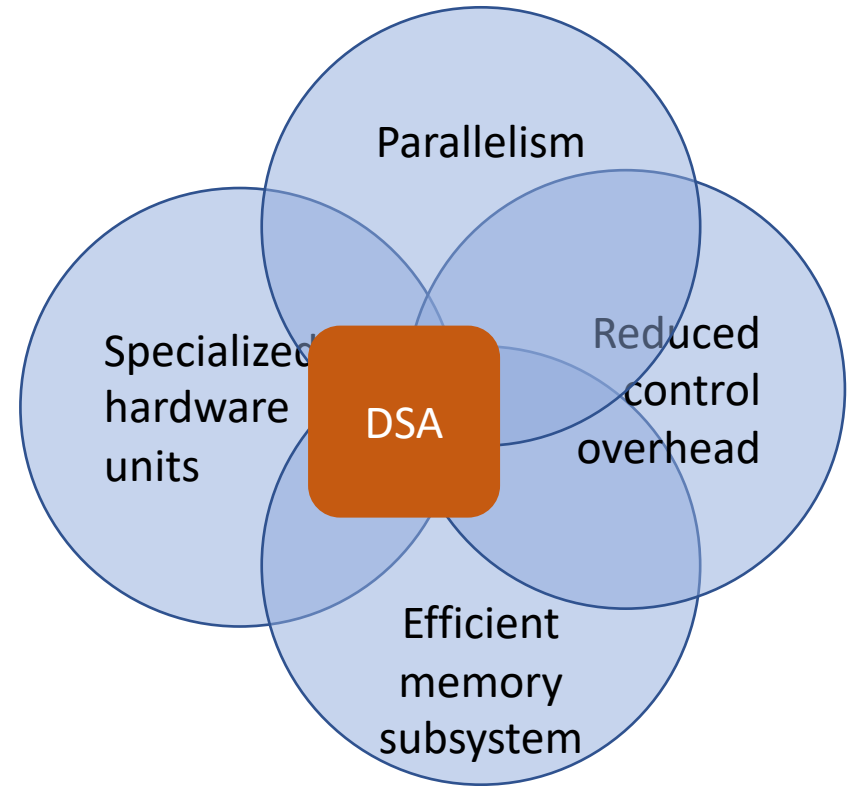 Parallelism
Specialized
hardware
units
DSA
Reduced
control
overhead
Efficient
memory
subsystem